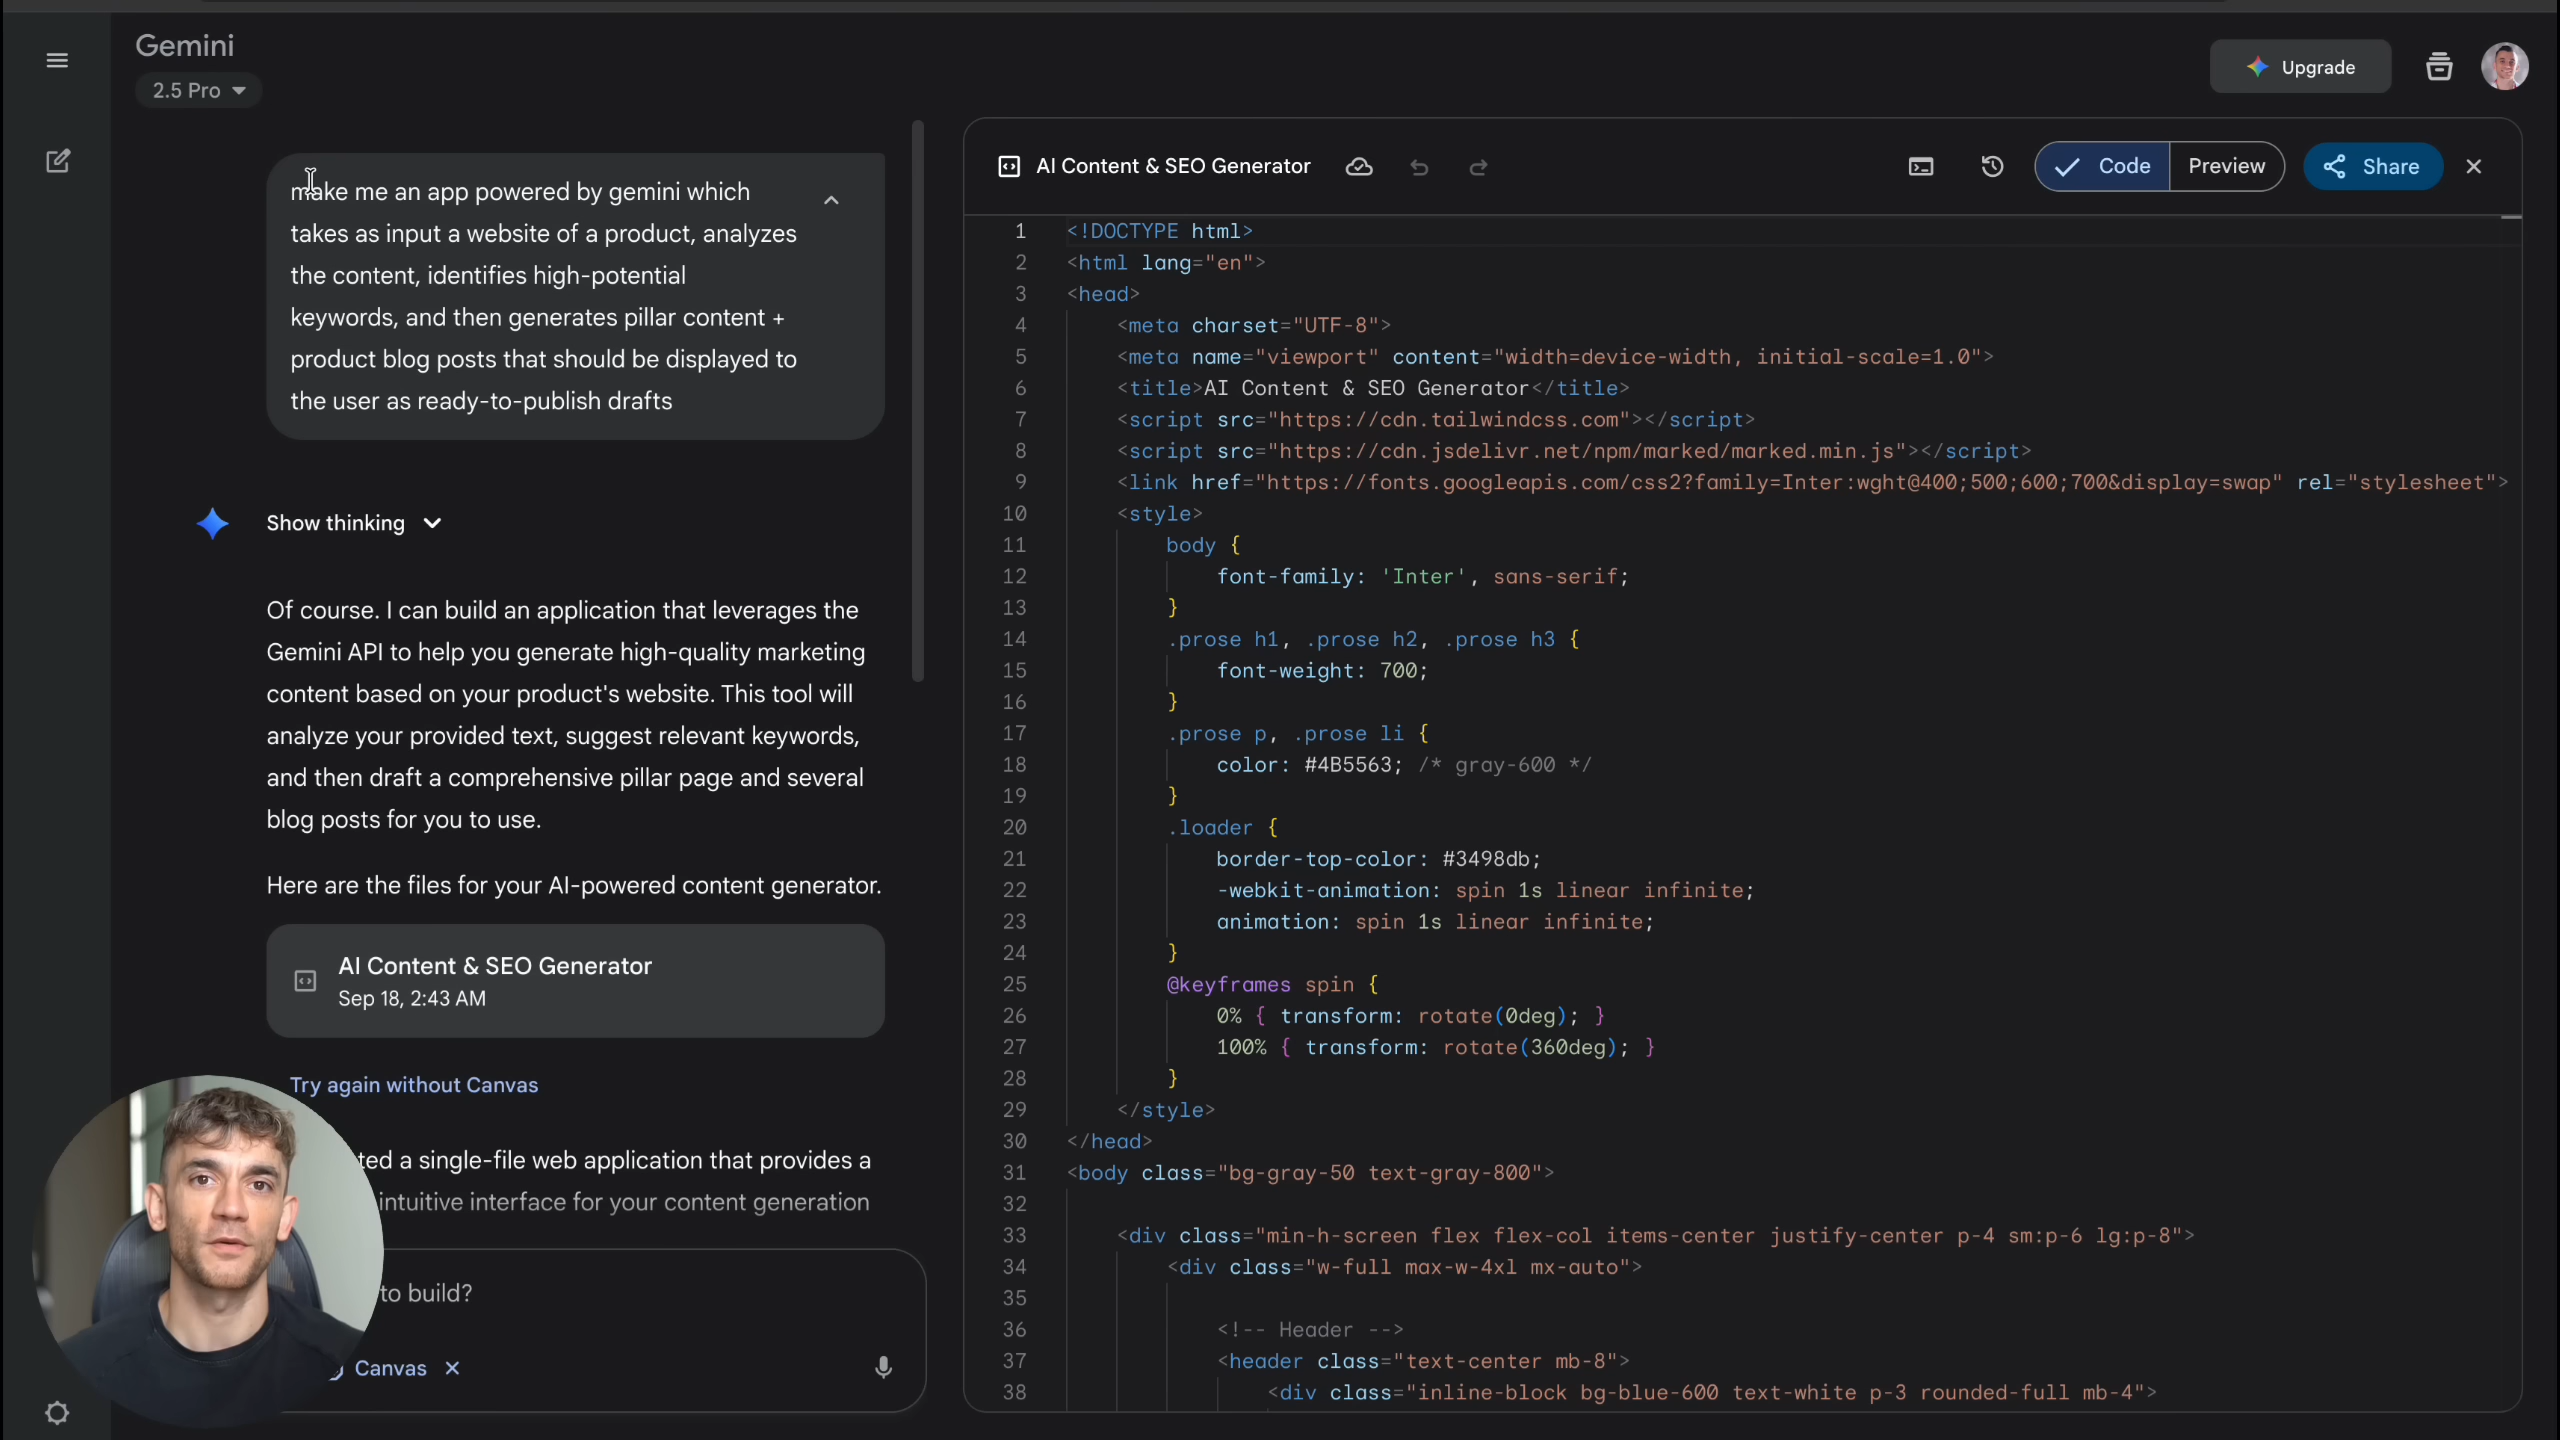 Gemini
2.5 Pro
Upgrade
make me an app powered by gemini which
takes as input a website of a product, analyzes
the content, identifies high-potential
keywords, and then generates pillar content +
product blog posts that should be displayed to
the user as ready-to-publish drafts
Show thinking
Of course. I can build an application that leverages the
Gemini API to help you generate high-quality marketing
content based on your product's website. This tool will
analyze your provided text, suggest relevant keywords,
and then draft a comprehensive pillar page and several
blog posts for you to use.
Here are the files for your AI-powered content generator.
AI Content & SEO Generator
Sep 18, 2:43 AM
Try again without Canvas
ted a single-file web application that provides a
intuitive interface for your content generation
to build?
Canvas
AI Content & SEO Generator
Code
Preview
Share
1 <!DOCTYPE html>
2 <html lang="en">
3 <head>
4 <meta charset="UTF-8">
5 <meta name="viewport" content="width=device-width, initial-scale=1.0">
6 <title>AI Content & SEO Generator</title>
7 <script src="https://cdn.tailwindcss.com"></script>
8 <script src="https://cdn.jsdelivr.net/npm/marked/marked.min.js"></script>
9 <link href="https://fonts.googleapis.com/css2?family=Inter:wght@400;500;600;700&display=swap" rel="stylesheet">
10 <style>
11 body {
12 font-family: 'Inter', sans-serif;
13 }
14 .prose h1, .prose h2, .prose h3 {
15 font-weight: 700;
16 }
17 .prose p, .prose li {
18 color: #4B5563; /* gray-600 */
19 }
20 .loader {
21 border-top-color: #3498db;
22 -webkit-animation: spin 1s linear infinite;
23 animation: spin 1s linear infinite;
24 }
25 @keyframes spin {
26 0% { transform: rotate(0deg); }
27 100% { transform: rotate(360deg); }
28 }
29 </style>
30 </head>
31 <body class="bg-gray-50 text-gray-800">
32
33 <div class="min-h-screen flex flex-col items-center justify-center p-4 sm:p-6 lg:p-8">
34 <div class="w-full max-w-4xl mx-auto">
35
36 <!-- Header -->
37 <header class="text-center mb-8">
38 <div class="inline-block bg-blue-600 text-white p-3 rounded-full mb-4">